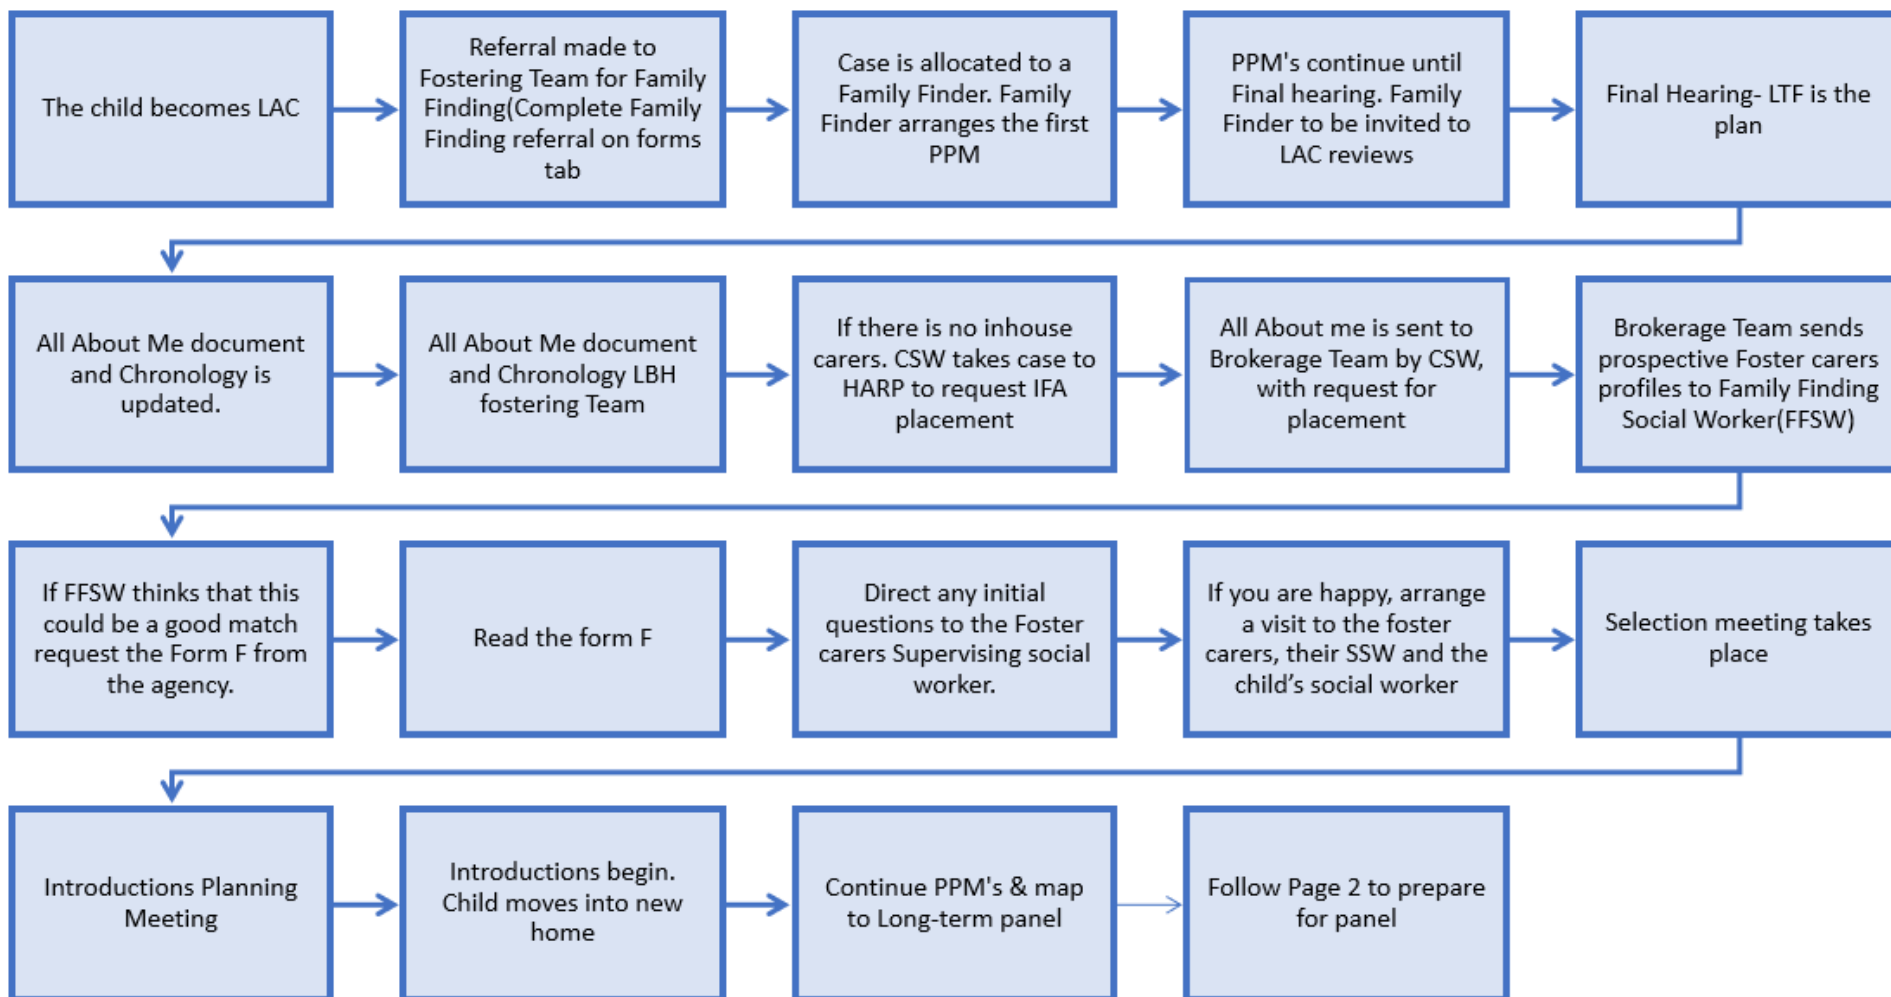 The child becomes LAC
Referral made to
Fostering Team for Family
Finding(Complete Family
Finding referral on forms
tab
Case is allocated to a
Family Finder. Family
Finder arranges the first
PPM
PPM's continue until
Final hearing. Family
Finder to be invited to
LAC reviews
Final Hearing- LTF is the
plan
All About Me document
and Chronology is
updated.
All About Me document
and Chronology LBH
fostering Team
If there is no inhouse
carers. CSW takes case to
HARP to request IFA
placement
All About me is sent to
Brokerage Team by CSW,
with request for
placement
Brokerage Team sends
prospective Foster carers
profiles to Family Finding
Social Worker(FFSW)
If FFSW thinks that this
could be a good match
request the Form F from
the agency.
Read the form F
Direct any initial
questions to the Foster
carers Supervising social
worker.
If you are happy, arrange
a visit to the foster
carers, their SSW and the
child’s social worker
Selection meeting takes
place
Introductions Planning
Meeting
Introductions begin.
Child moves into new
home
Continue PPM's & map
to Long-term panel
Follow Page 2 to prepare
for panel